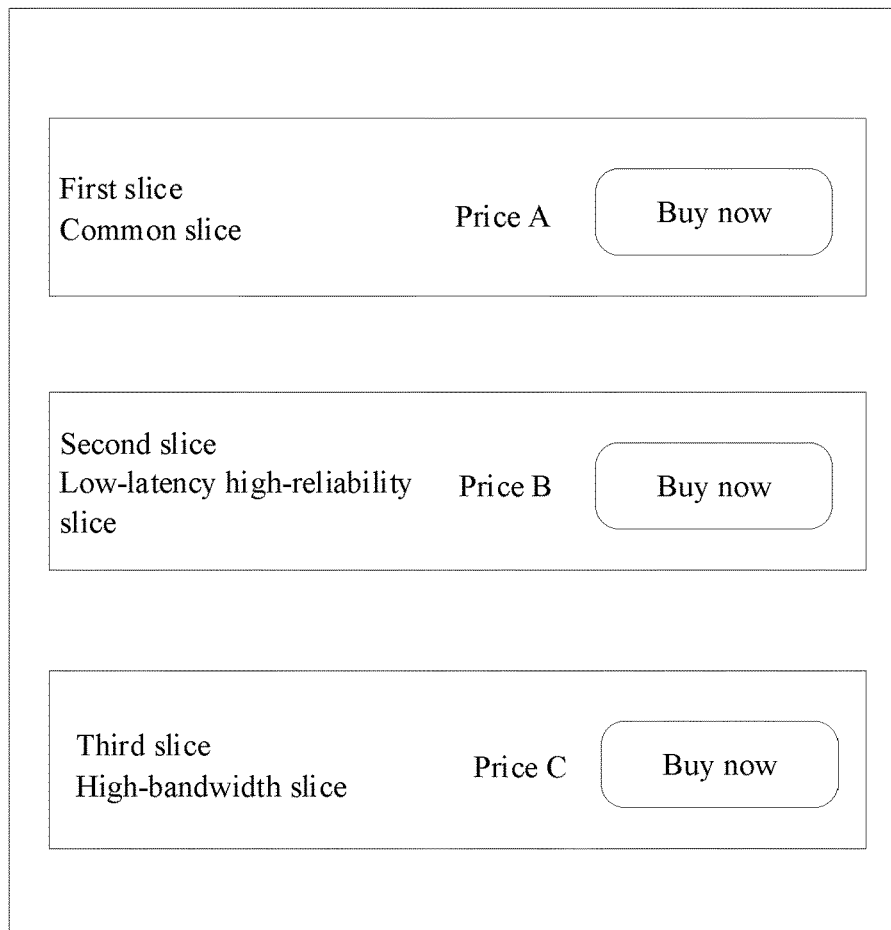 First slice
Common slice
Price A
Buy now
Second slice
Low-latency high-reliability
slice
Price B
Buy now
Third slice
High-bandwidth slice
Price C
Buy now